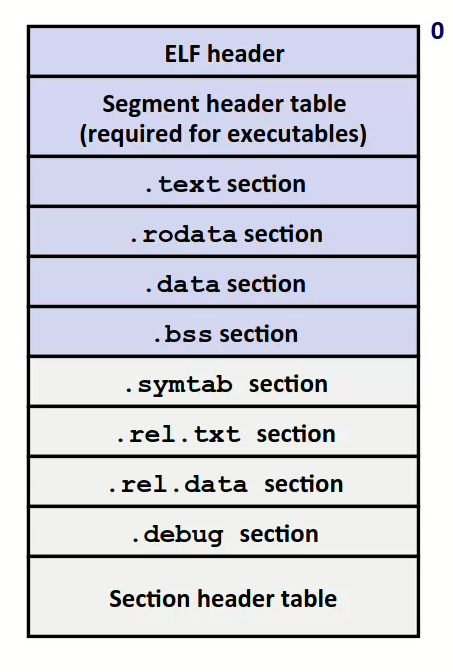 0
ELF header
Segment header table
(required for executables)
.text section
.rodata section
.data section
.bss section
.symtab section
.rel.txt section
.rel.data section
.debug section
Section header table